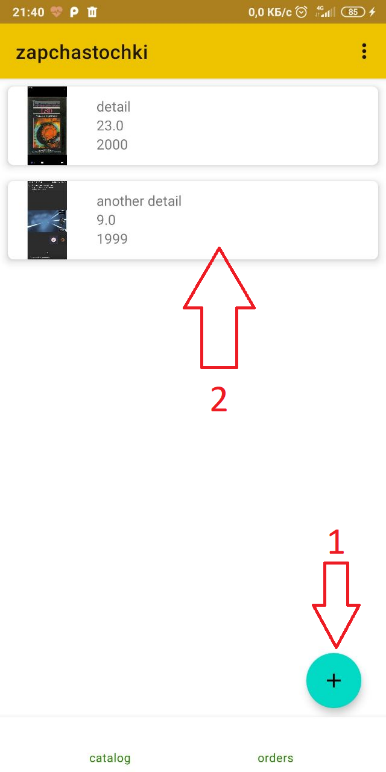 21:40 0,0 КБ/с 4G 85
zapchastochki
detail
23.0
2000
another detail
9.0
1999
2
1
+
catalog
orders